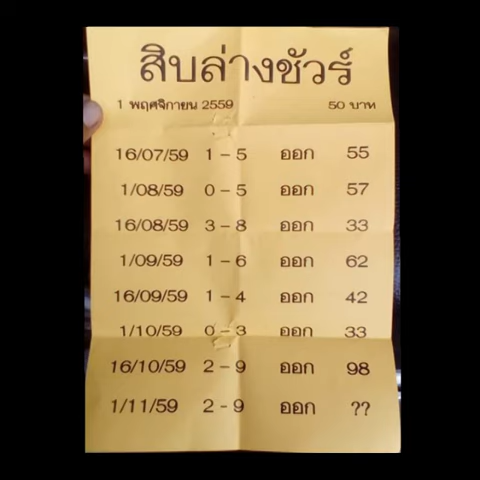 สิบล่างชัวร์
1 พฤศจิกายน 2559 50 บาท
16/07/59 1 - 5 ออก 55
1/08/59 0 - 5 ออก 57
16/08/59 3 - 8 ออก 33
1/09/59 1 - 6 ออก 62
16/09/59 1 - 4 ออก 42
1/10/59 0 - 3 ออก 33
16/10/59 2 - 9 ออก 98
1/11/59 2 - 9 ออก ??